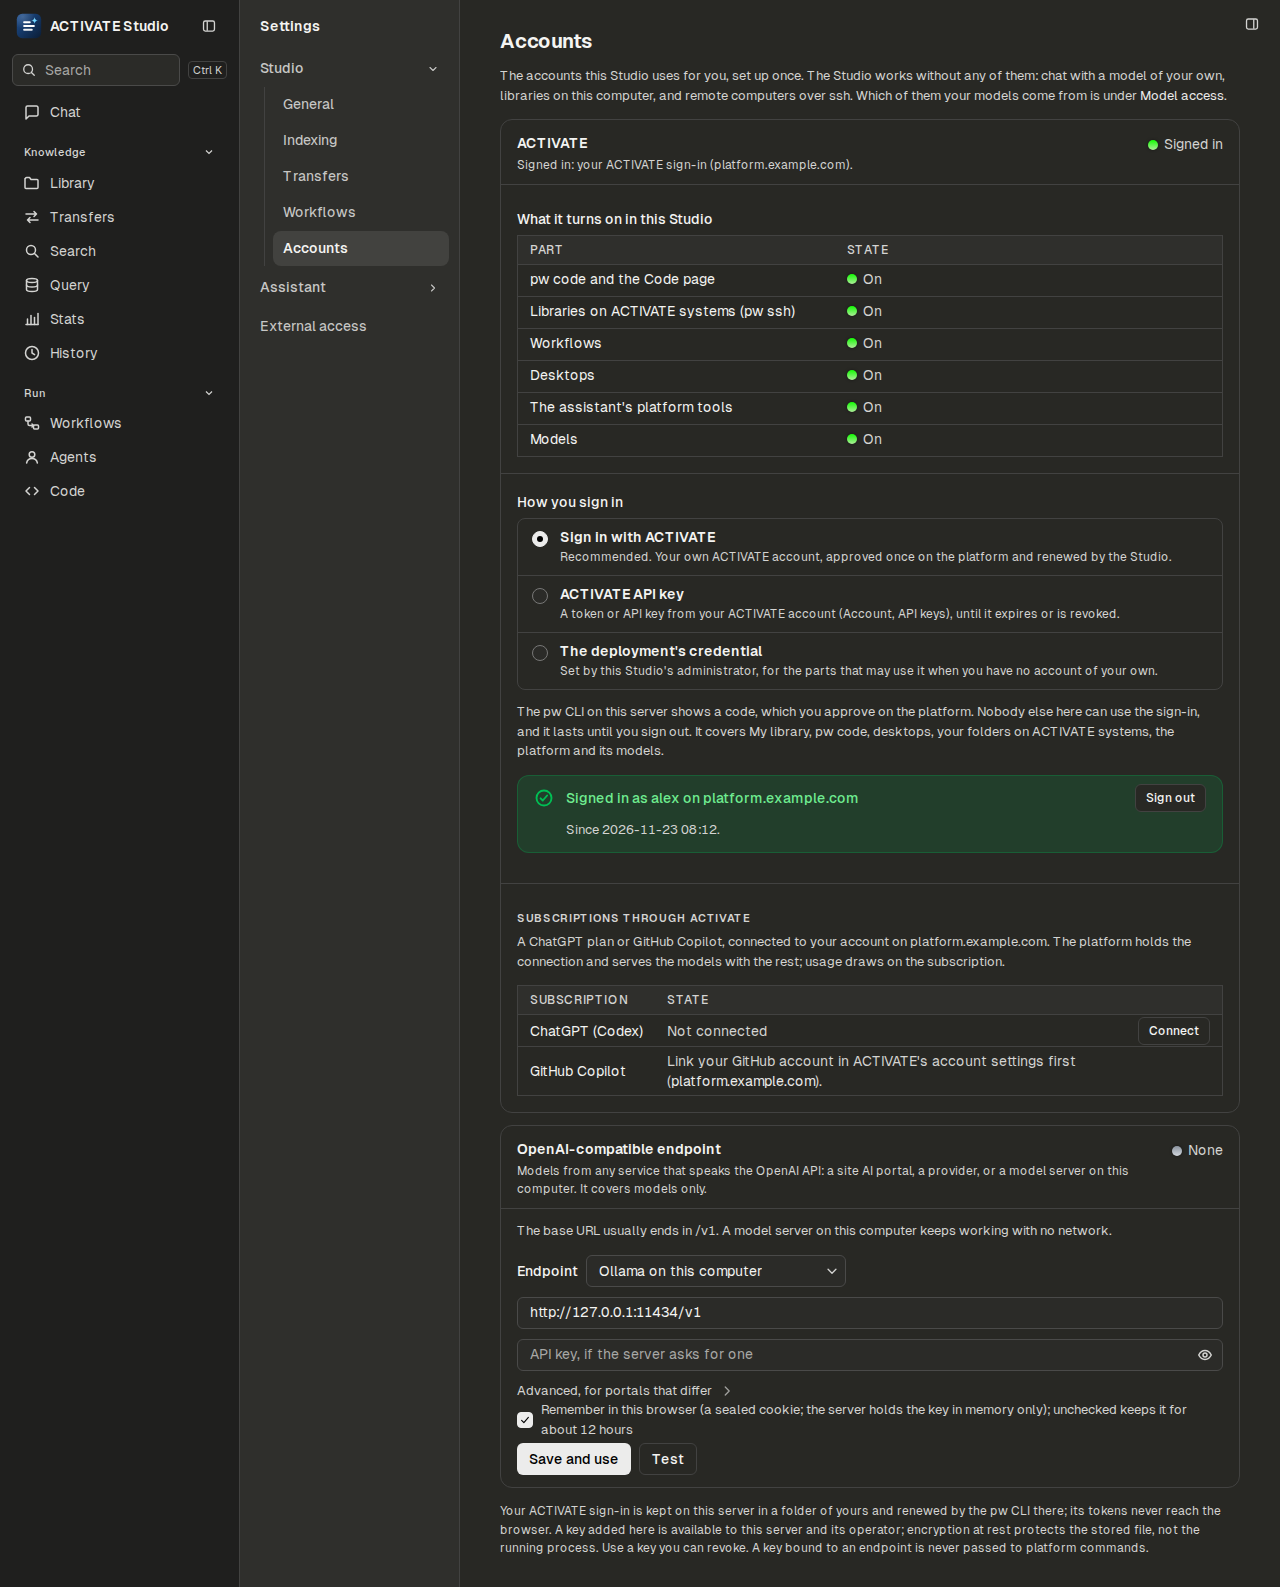 ACTIVATE Studio
Search
Ctrl K
Chat
Knowledge
Library
Transfers
Search
Query
Stats
History
Run
Workflows
Agents
Code
Settings
Studio
General
Indexing
Transfers
Workflows
Accounts
Assistant
External access
Accounts
The accounts this Studio uses for you, set up once. The Studio works without any of them: chat with a model of your own,
libraries on this computer, and remote computers over ssh. Which of them your models come from is under Model access.
ACTIVATE
Signed in
Signed in: your ACTIVATE sign-in (platform.example.com).
What it turns on in this Studio
PART STATE
pw code and the Code page On
Libraries on ACTIVATE systems (pw ssh) On
Workflows On
Desktops On
The assistant's platform tools On
Models On
How you sign in
Sign in with ACTIVATE
Recommended. Your own ACTIVATE account, approved once on the platform and renewed by the Studio.
ACTIVATE API key
A token or API key from your ACTIVATE account (Account, API keys), until it expires or is revoked.
The deployment's credential
Set by this Studio's administrator, for the parts that may use it when you have no account of your own.
The pw CLI on this server shows a code, which you approve on the platform. Nobody else here can use the sign-in,
and it lasts until you sign out. It covers My library, pw code, desktops, your folders on ACTIVATE systems, the
platform and its models.
Signed in as alex on platform.example.com
Sign out
Since 2026-11-23 08:12.
SUBSCRIPTIONS THROUGH ACTIVATE
A ChatGPT plan or GitHub Copilot, connected to your account on platform.example.com. The platform holds the
connection and serves the models with the rest; usage draws on the subscription.
SUBSCRIPTION STATE
ChatGPT (Codex) Not connected Connect
GitHub Copilot Link your GitHub account in ACTIVATE's account settings first
(platform.example.com).
OpenAI-compatible endpoint
None
Models from any service that speaks the OpenAI API: a site AI portal, a provider, or a model server on this
computer. It covers models only.
The base URL usually ends in /v1. A model server on this computer keeps working with no network.
Endpoint Ollama on this computer
http://127.0.0.1:11434/v1
API key, if the server asks for one
Advanced, for portals that differ
Remember in this browser (a sealed cookie; the server holds the key in memory only); unchecked keeps it for
about 12 hours
Save and use Test
Your ACTIVATE sign-in is kept on this server in a folder of yours and renewed by the pw CLI there; its tokens never reach the
browser. A key added here is available to this server and its operator; encryption at rest protects the stored file, not the
running process. Use a key you can revoke. A key bound to an endpoint is never passed to platform commands.